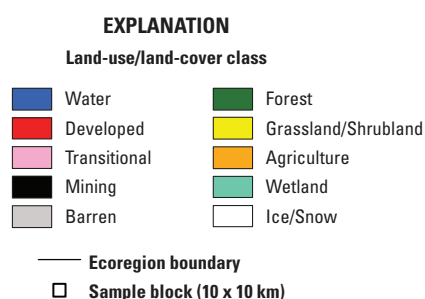 EXPLANATION
Land-use/land-cover class
Water
Developed
Transitional
Mining
Barren
Forest
Grassland/Shrubland
Agriculture
Wetland
Ice/Snow
Ecoregion boundary
Sample block (10 x 10 km)